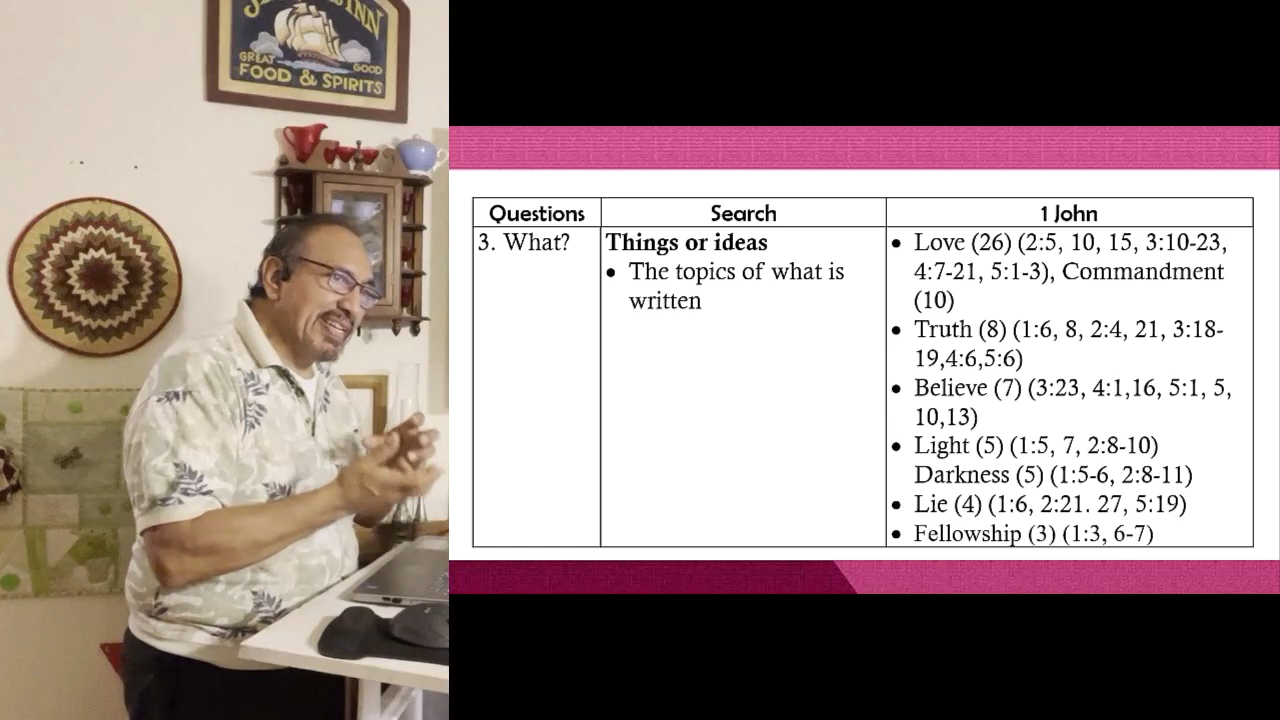 INN
GREAT GOOD
FOOD & SPIRITS
Questions Search 1 John
3. What? Things or ideas
• The topics of what is
written
• Love (26) (2:5, 10, 15, 3:10-23,
4:7-21, 5:1-3), Commandment
(10)
• Truth (8) (1:6, 8, 2:4, 21, 3:18-
19,4:6,5:6)
• Believe (7) (3:23, 4:1,16, 5:1, 5,
10,13)
• Light (5) (1:5, 7, 2:8-10)
Darkness (5) (1:5-6, 2:8-11)
• Lie (4) (1:6, 2:21. 27, 5:19)
• Fellowship (3) (1:3, 6-7)